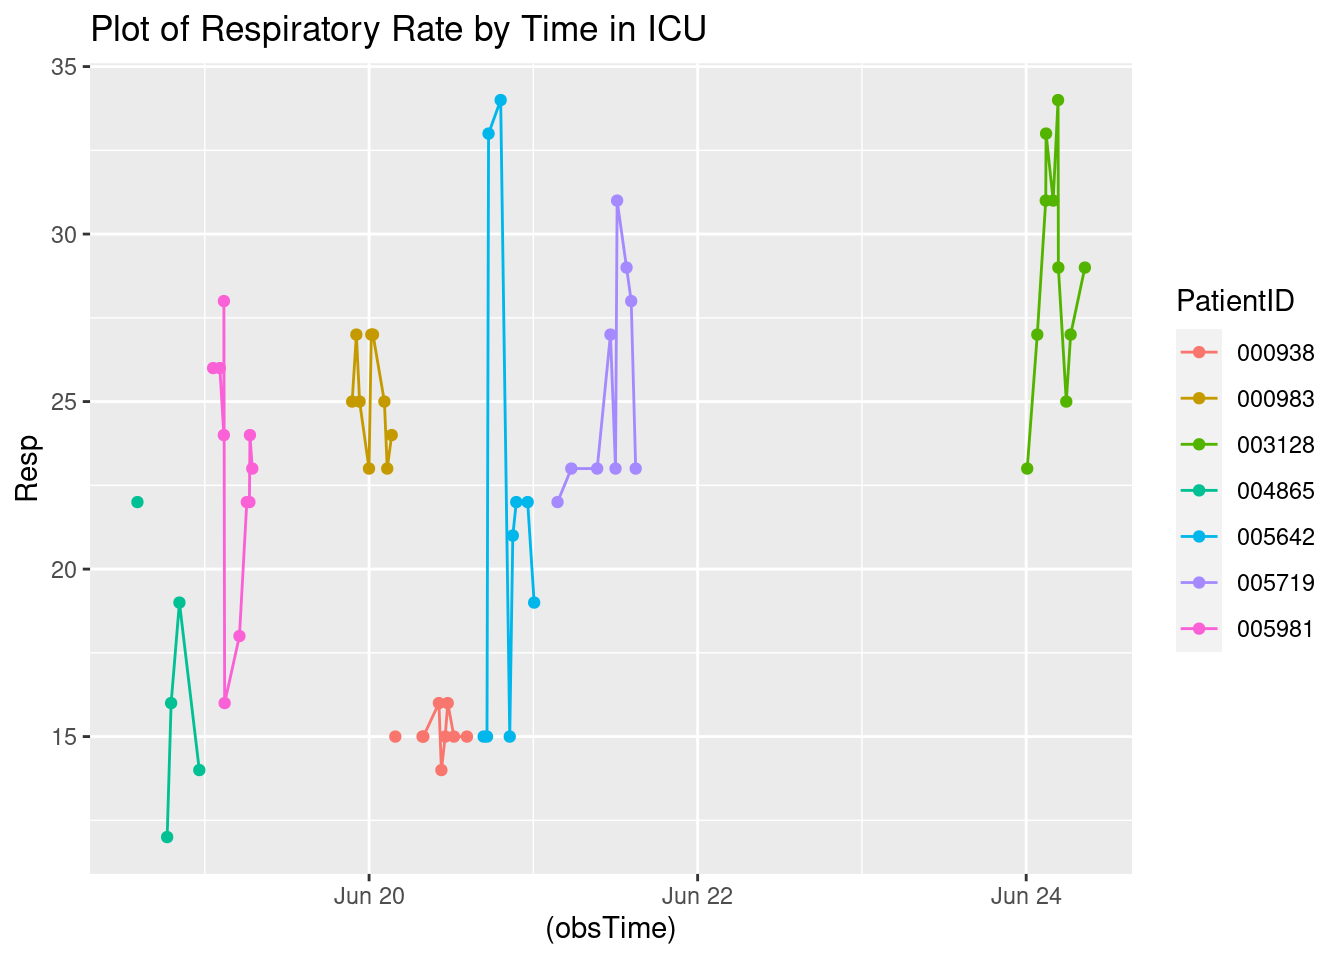 Plot of Respiratory Rate by Time in ICU
35
30
25
20
15
Resp
Jun 20
Jun 22
Jun 24
(obsTime)
PatientID
000938
000983
003128
004865
005642
005719
005981